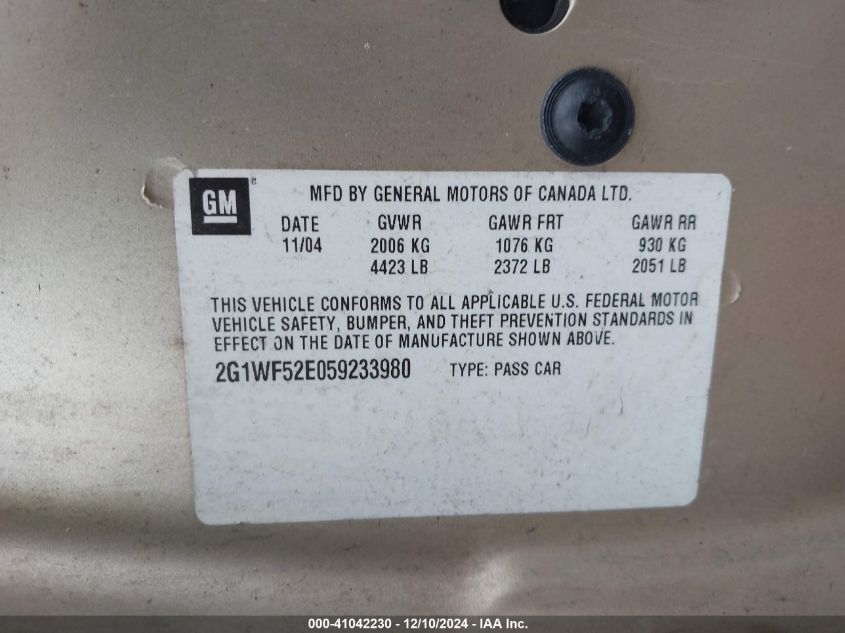 GM® MFD BY GENERAL MOTORS OF CANADA LTD.
DATE GVWR GAWR FRT GAWR RR
11/04 2006 KG 1076 KG 930 KG
4423 LB 2372 LB 2051 LB
THIS VEHICLE CONFORMS TO ALL APPLICABLE U.S. FEDERAL MOTOR
VEHICLE SAFETY, BUMPER, AND THEFT PREVENTION STANDARDS IN
EFFECT ON THE DATE OF MANUFACTURE SHOWN ABOVE.
2G1WF52E059233980 TYPE: PASS CAR
000-41042230 - 12/10/2024 - IAA Inc.